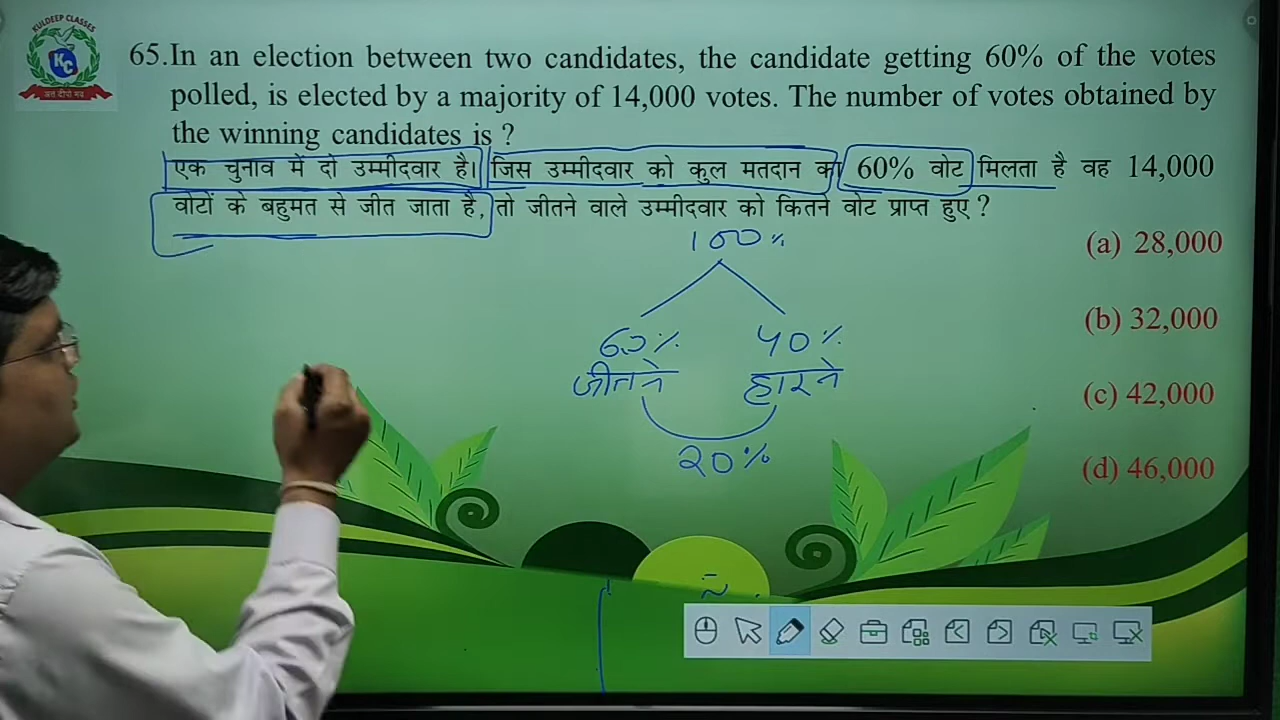 KULDEEP CLASSES
KC
अत्त दीपो भव
65.In an election between two candidates, the candidate getting 60% of the votes
polled, is elected by a majority of 14,000 votes. The number of votes obtained by
the winning candidates is ?
एक चुनाव में दो उम्मीदवार है। जिस उम्मीदवार को कुल मतदान का 60% वोट मिलता है वह 14,000
वोटों के बहुमत से जीत जाता है, तो जीतने वाले उम्मीदवार को कितने वोट प्राप्त हुए ?
100%
60% 40%
जीतने हारने
20%
(a) 28,000
(b) 32,000
(c) 42,000
(d) 46,000